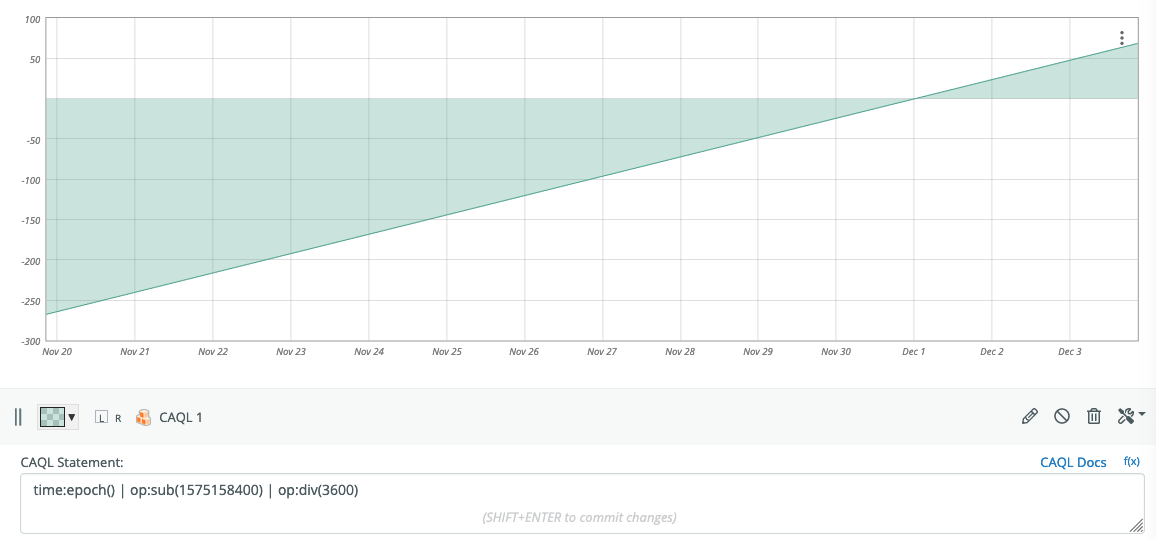 100
50
-50
-100
-150
-200
-250
-300
Nov 20 Nov 21 Nov 22 Nov 23 Nov 24 Nov 25 Nov 26 Nov 27 Nov 28 Nov 29 Nov 30 Dec 1 Dec 2 Dec 3
L R CAQL 1
CAQL Statement: CAQL Docs f(x)
time:epoch() | op:sub(1575158400) | op:div(3600)
(SHIFT+ENTER to commit changes)